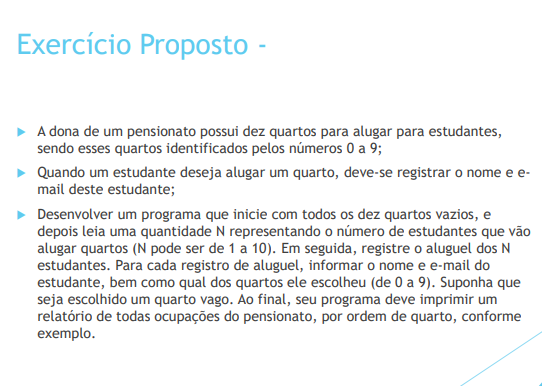 Exercício Proposto -
A dona de um pensionato possui dez quartos para alugar para estudantes,
sendo esses quartos identificados pelos números 0 a 9;
Quando um estudante deseja alugar um quarto, deve-se registrar o nome e e-
mail deste estudante;
Desenvolver um programa que inicie com todos os dez quartos vazios, e
depois leia uma quantidade N representando o número de estudantes que vão
alugar quartos (N pode ser de 1 a 10). Em seguida, registre o aluguel dos N
estudantes. Para cada registro de aluguel, informar o nome e e-mail do
estudante, bem como qual dos quartos ele escolheu (de 0 a 9). Suponha que
seja escolhido um quarto vago. Ao final, seu programa deve imprimir um
relatório de todas ocupações do pensionato, por ordem de quarto, conforme
exemplo.